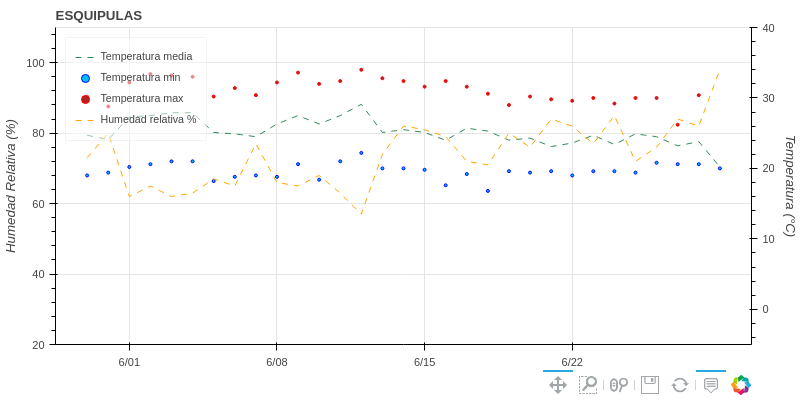 ESQUIPULAS
Temperatura media
Temperatura min
Temperatura max
Humedad relativa %
Humedad Relativa (%)
100
80
60
40
20
Temperatura (°C)
40
30
20
10
0
6/01
6/08
6/15
6/22